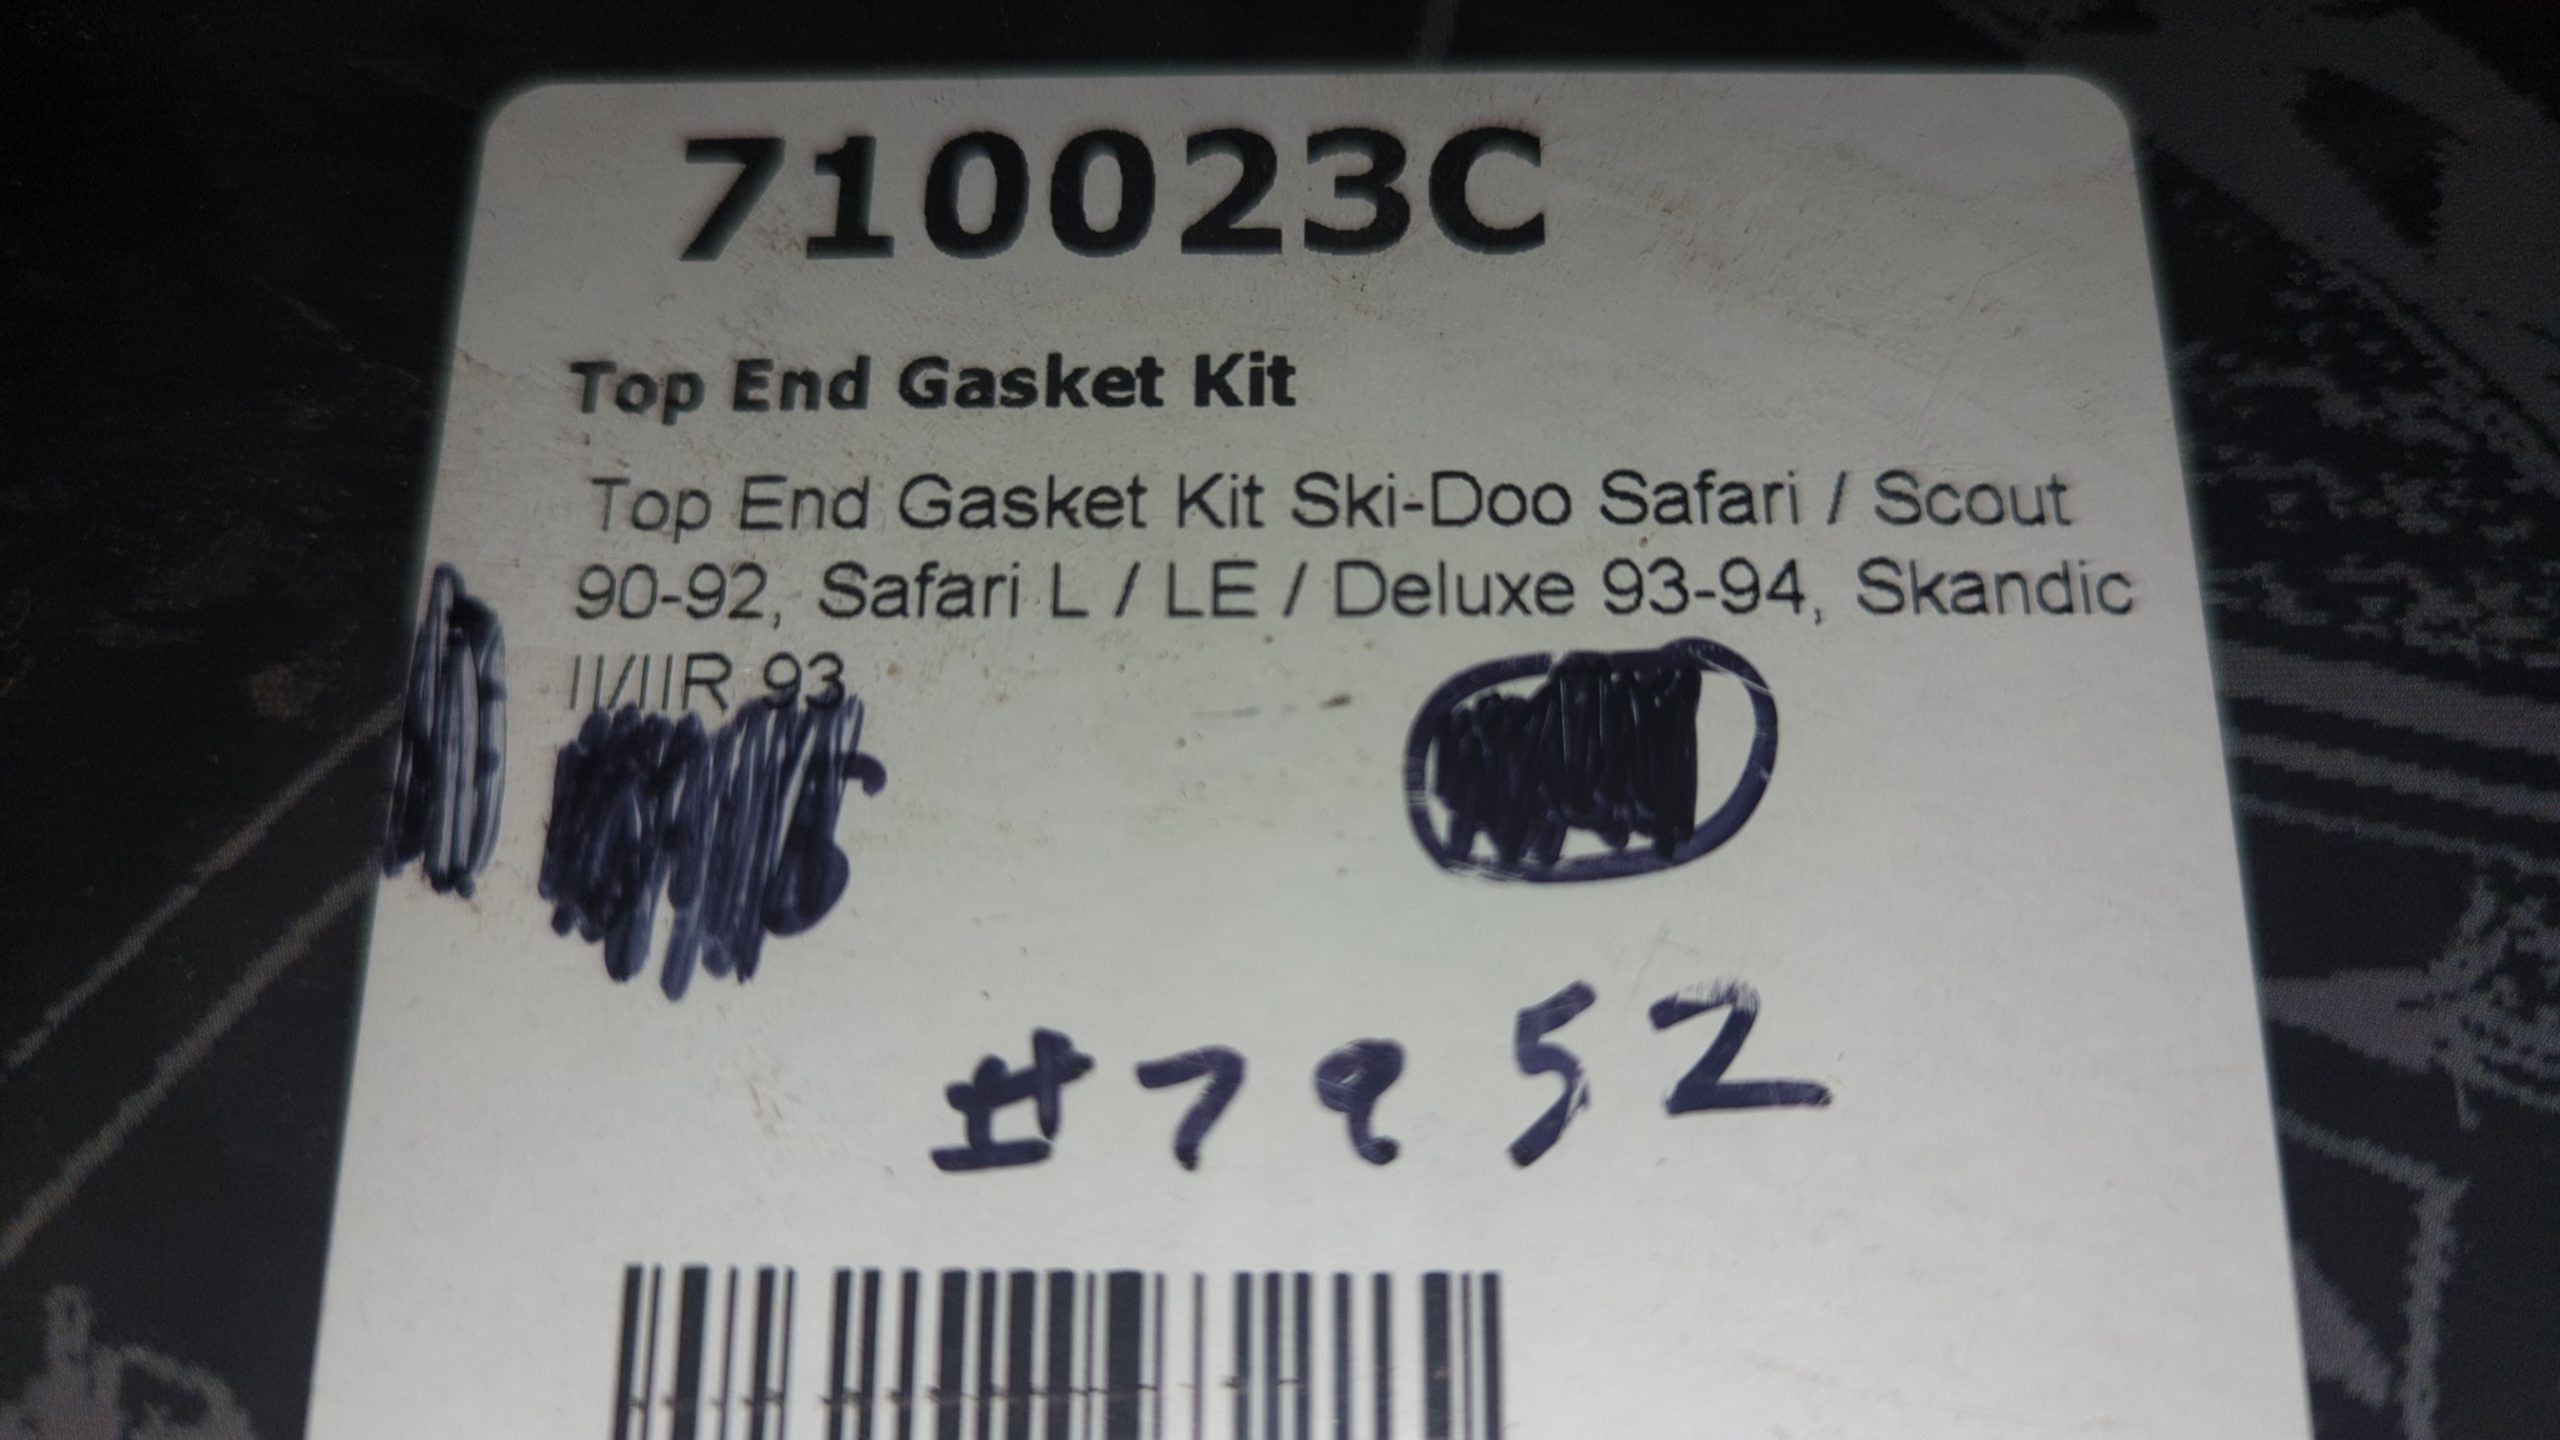 710023C
Top End Gasket Kit
Top End Gasket Kit Ski-Doo Safari / Scout
90-92, Safari L / LE / Deluxe 93-94, Skandic
II/IIR 93
#7852